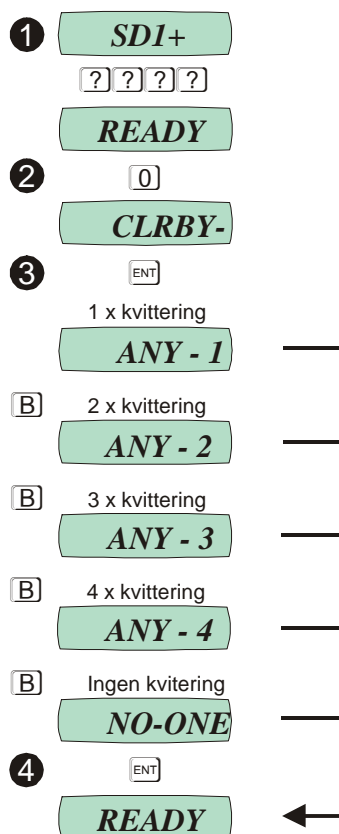 1 SD1+
? ? ? ?
READY
2 0
CLRBY-
3 ENT
1 x kvittering
ANY - 1
B 2 x kvittering
ANY - 2
B 3 x kvittering
ANY - 3
B 4 x kvittering
ANY - 4
B Ingen kvitering
NO-ONE
4 ENT
READY